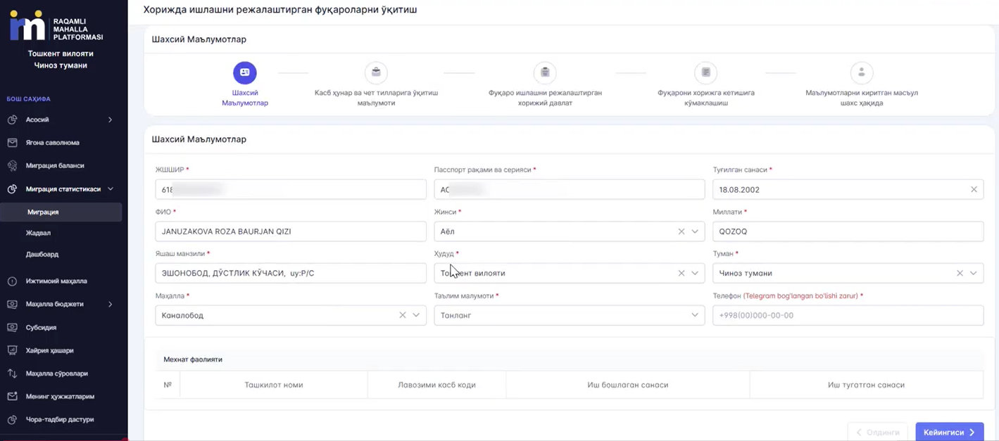 RAQAMLI
MAHALLA
PLATFORMASI
Тошкент вилояти
Чиноз тумани
БОШ САҲИФА
Асосий
Ягона саволнома
Миграция баланси
Миграция статистикаси
Миграция
Жадвал
Дашбоард
Ижтимоий маҳалла
Маҳалла бюджети
Субсидия
Хайрия ҳашари
Маҳалла сўровлари
Менинг ҳужжатларим
Чора-тадбир дастури
Хорижда ишлашни режалаштирган фуқароларни ўқитиш
Шахсий Маълумотлар
Шахсий
Маълумотлар
Касб ҳунар ва чет тилларига ўқитиш
маълумоти
Фуқаро ишлашни режалаштирган
хорижий давлат
Фуқарони хорижга кетишига
кўмаклашиш
Маълумотларни киритган масъул
шахс ҳақида
Шахсий Маълумотлар
ЖШШИР * Пасспорт рақами ва серияси * Туғилган санаси *
618 AC 18.08.2002
ФИО * Жинси * Миллати *
JANUZAKOVA ROZA BAURJAN QIZI Аёл QOZOQ
Яшаш манзили * Ҳудуд * Туман *
ЭШОНОБОД, ДЎСТЛИК КЎЧАСИ, uy:P/C Тошкент вилояти Чиноз тумани
Маҳалла * Таълим малумоти * Телефон (Telegram bog'langan bo'lishi zarur) *
Каналобод Танланг +998(00)000-00-00
Мехнат фаолияти
№ Ташкилот номи Лавозими касб коди Иш бошлаган санаси Иш тугатган санаси
Олдинги Кейингиси